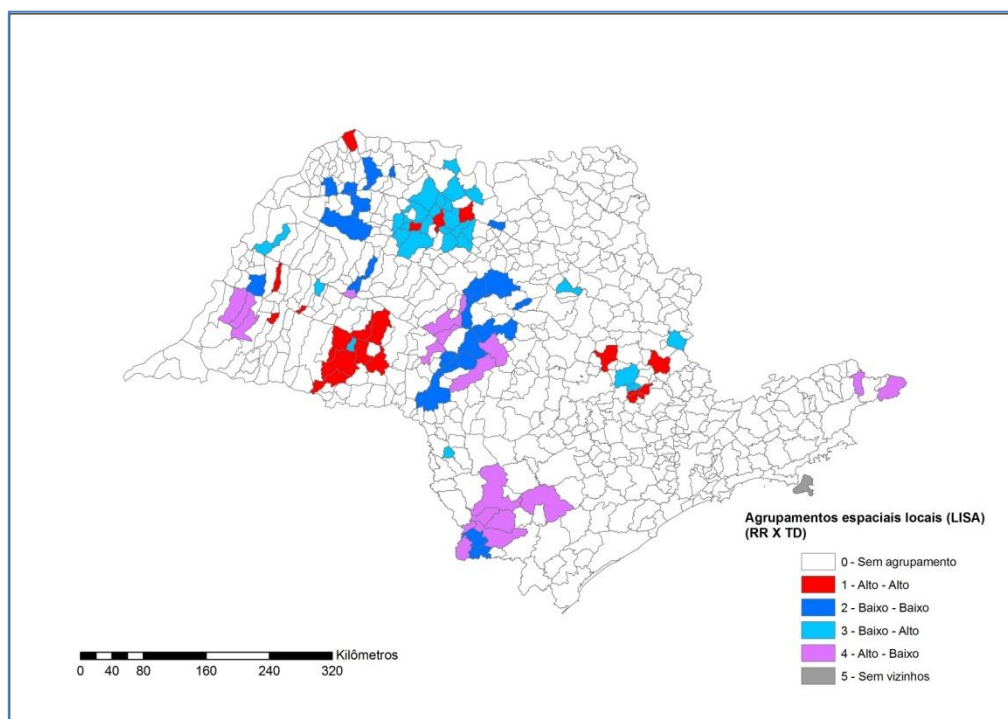 Agrupamentos espaciais locais (LISA)
(RR X TD)
0 - Sem agrupamento
1 - Alto - Alto
2 - Baixo - Baixo
3 - Baixo - Alto
4 - Alto - Baixo
5 - Sem vizinhos
Kilômetros
0 40 80 160 240 320